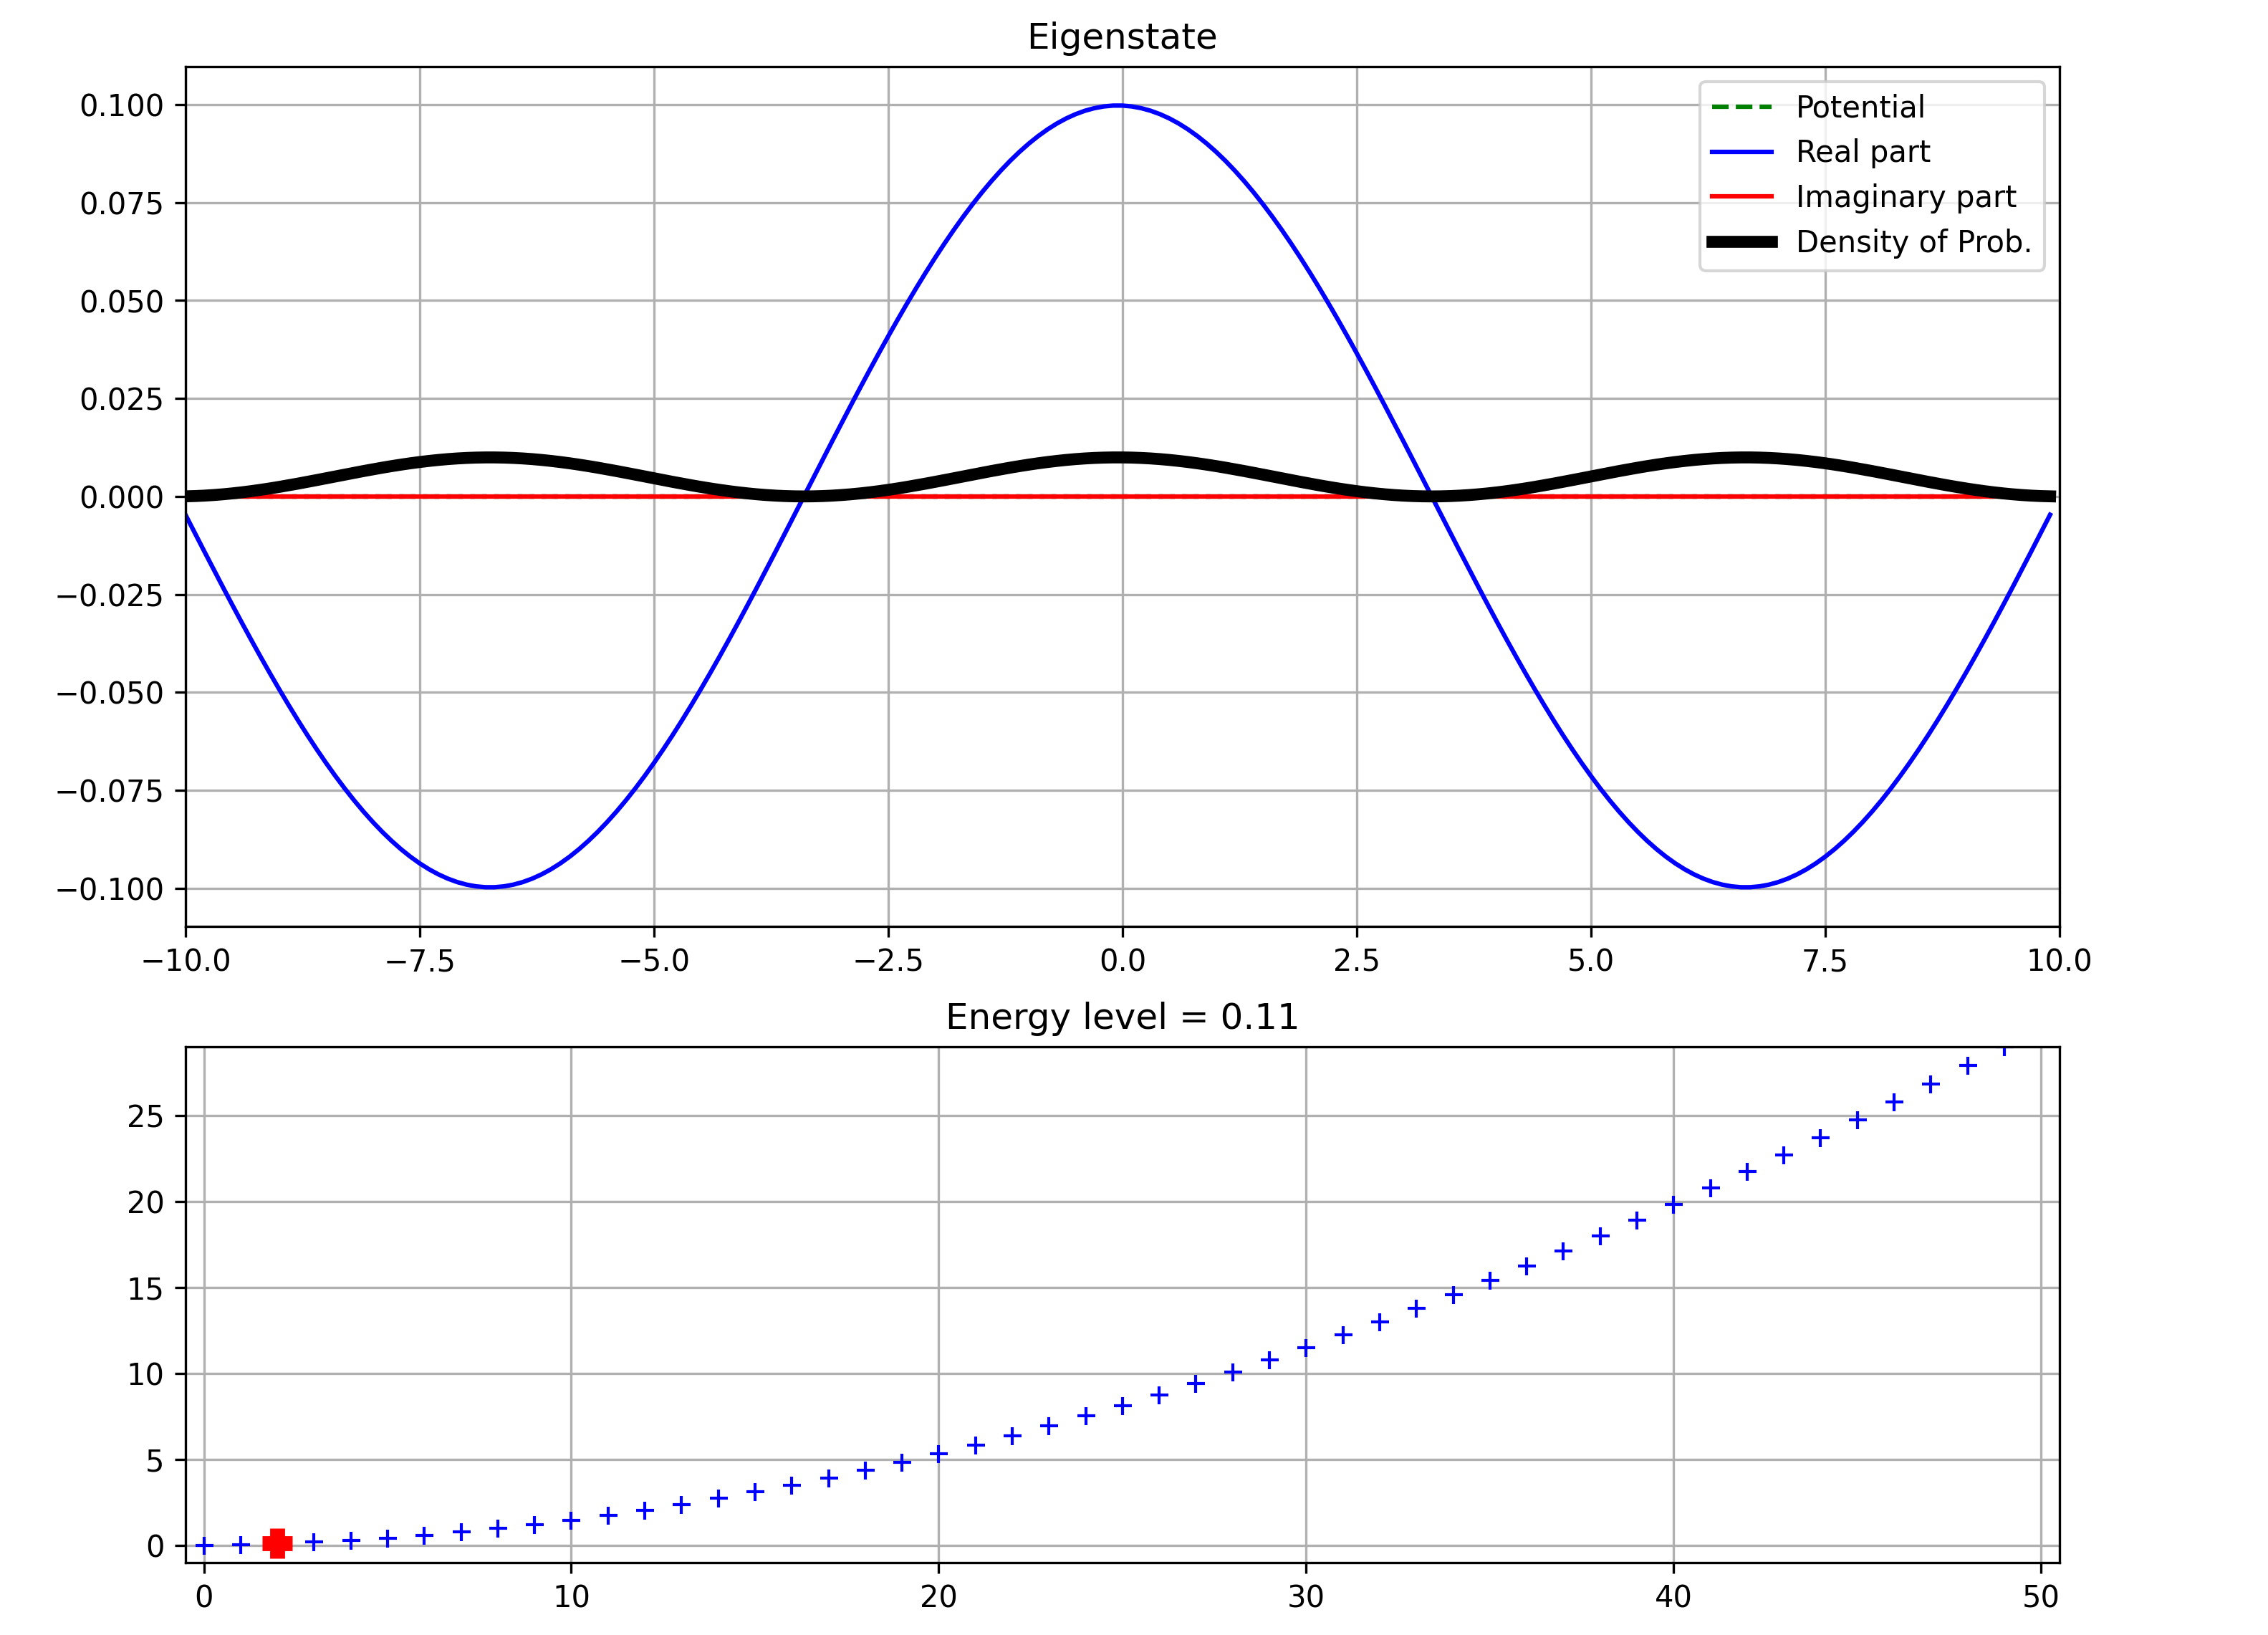 Eigenstate
0.100
0.075
0.050
0.025
0.000
−0.025
−0.050
−0.075
−0.100
Potential
Real part
Imaginary part
Density of Prob.
−10.0 −7.5 −5.0 −2.5 0.0 2.5 5.0 7.5 10.0
Energy level = 0.11
25
20
15
10
5
0
0 10 20 30 40 50